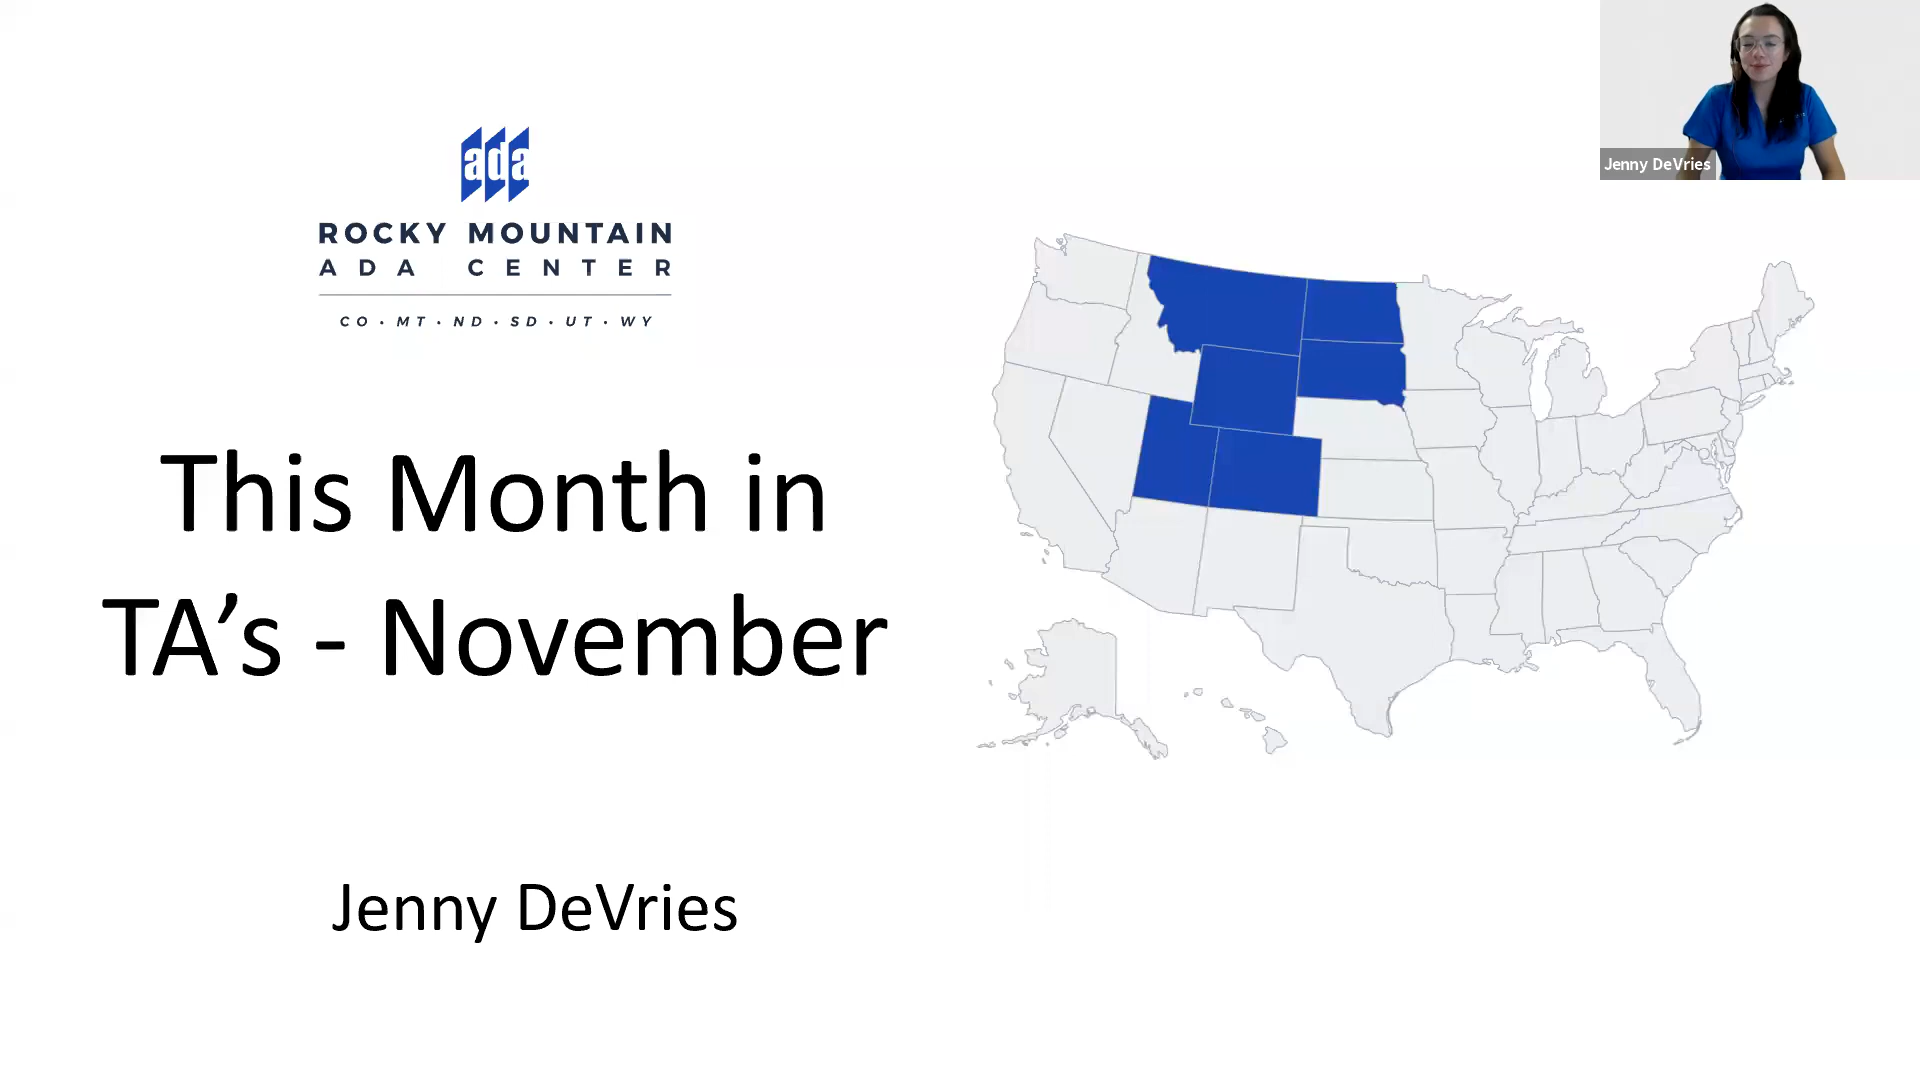 ada
ROCKY MOUNTAIN
ADA CENTER
CO · MT · ND · SD · UT · WY
This Month in
TA’s - November
Jenny DeVries
Jenny DeVries